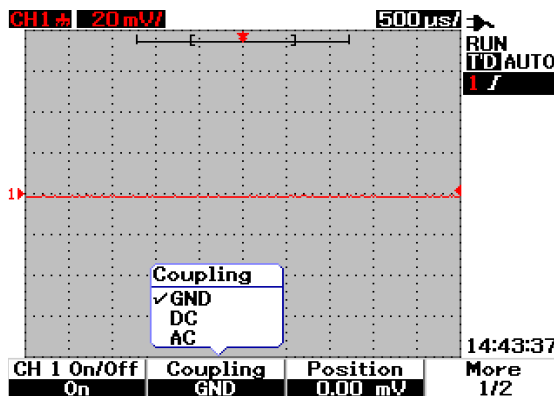 CH1 20 mV/ 500 µs/
RUN
T'D AUTO
1
1
Coupling
✓GND
DC
AC
14:43:37
CH 1 On/Off Coupling Position More
On GND 0.00 mV 1/2